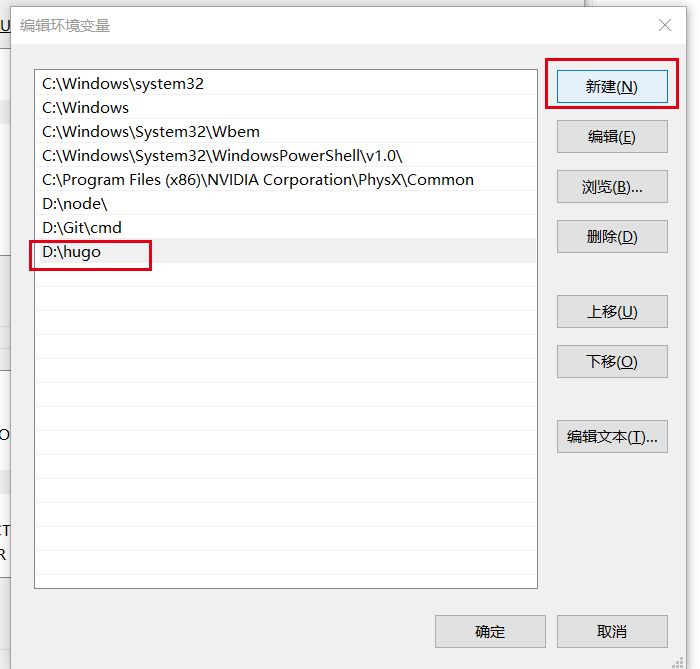 编辑环境变量
C:\Windows\system32
C:\Windows
C:\Windows\System32\Wbem
C:\Windows\System32\WindowsPowerShell\v1.0\
C:\Program Files (x86)\NVIDIA Corporation\PhysX\Common
D:\node\
D:\Git\cmd
D:\hugo
新建(N)
编辑(E)
浏览(B)...
删除(D)
上移(U)
下移(O)
编辑文本(T)...
确定
取消